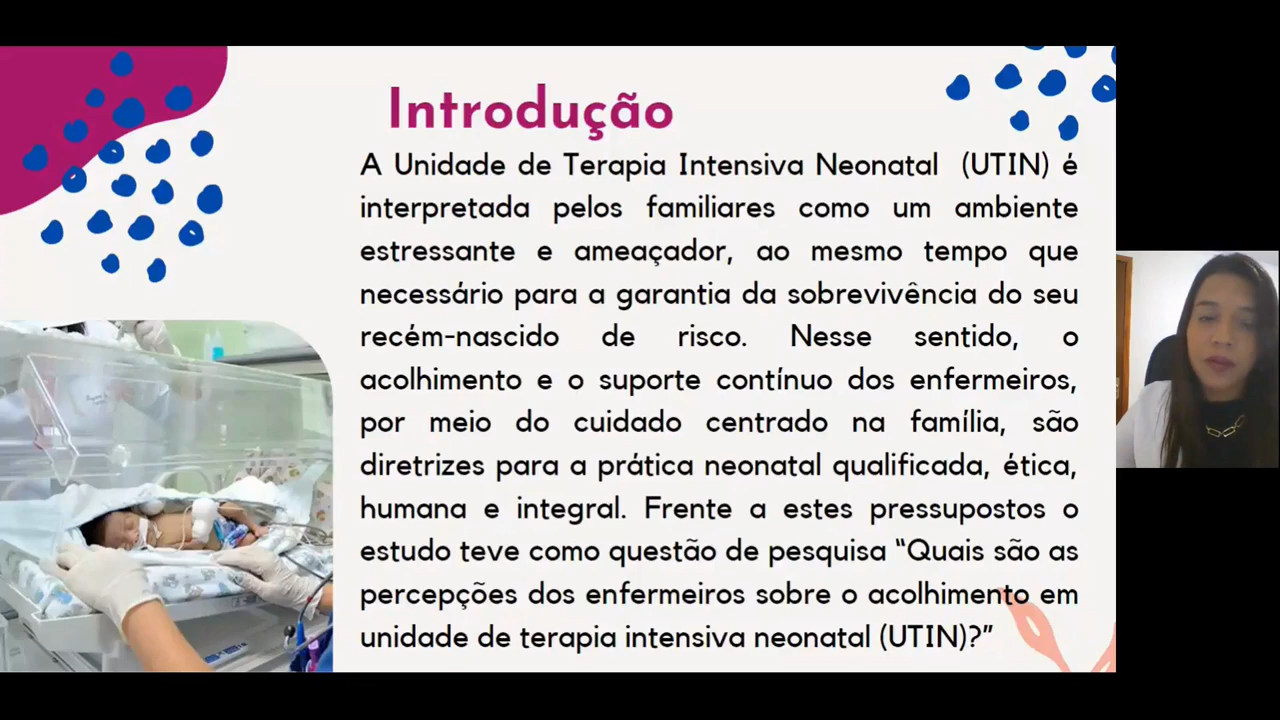 Introdução
A Unidade de Terapia Intensiva Neonatal (UTIN) é
interpretada pelos familiares como um ambiente
estressante e ameaçador, ao mesmo tempo que
necessário para a garantia da sobrevivência do seu
recém-nascido de risco. Nesse sentido, o
acolhimento e o suporte contínuo dos enfermeiros,
por meio do cuidado centrado na família, são
diretrizes para a prática neonatal qualificada, ética,
humana e integral. Frente a estes pressupostos o
estudo teve como questão de pesquisa “Quais são as
percepções dos enfermeiros sobre o acolhimento em
unidade de terapia intensiva neonatal (UTIN)?”